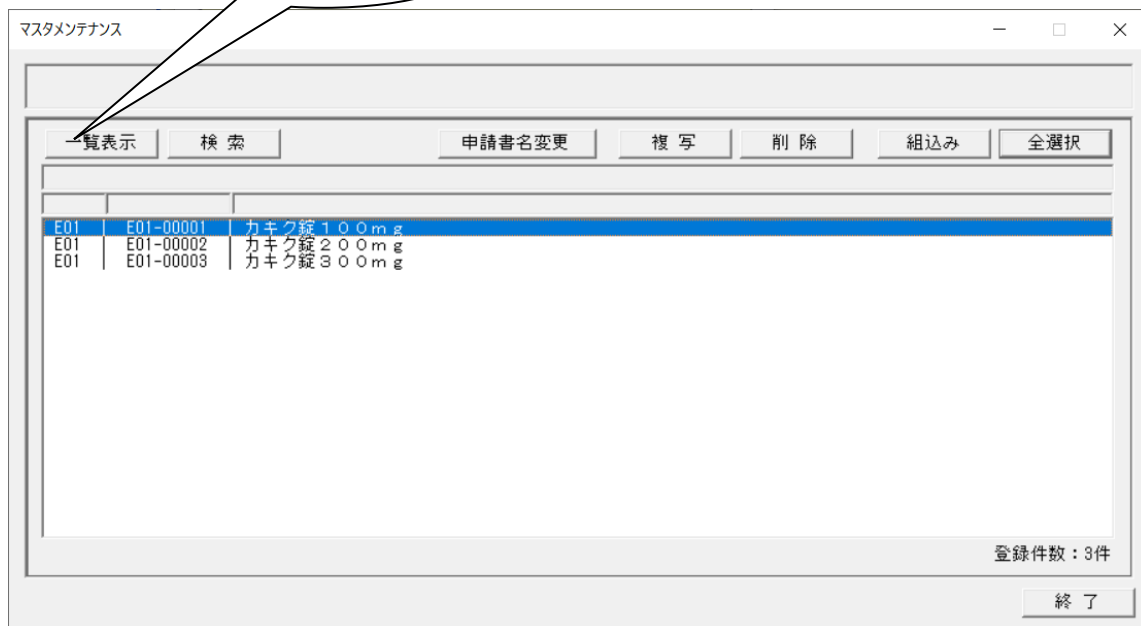 マスタメンテナンス
一覧表示 検 索 申請書名変更 複 写 削 除 組込み 全選択
E01 | E01-00001 | カキク錠１００ｍｇ
E01 | E01-00002 | カキク錠２００ｍｇ
E01 | E01-00003 | カキク錠３００ｍｇ
登録件数：3件
終 了